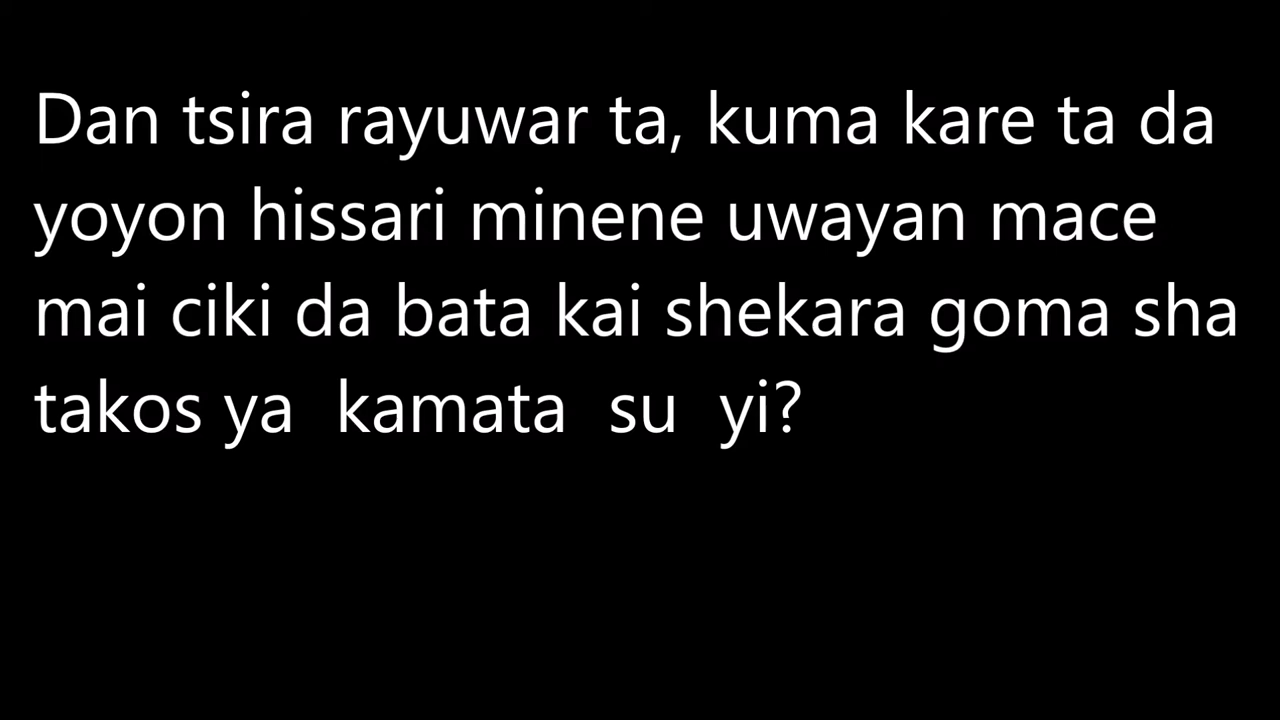 Dan tsira rayuwar ta, kuma kare ta da
yoyon hissari minene uwayan mace
mai ciki da bata kai shekara goma sha
takos ya kamata su yi?